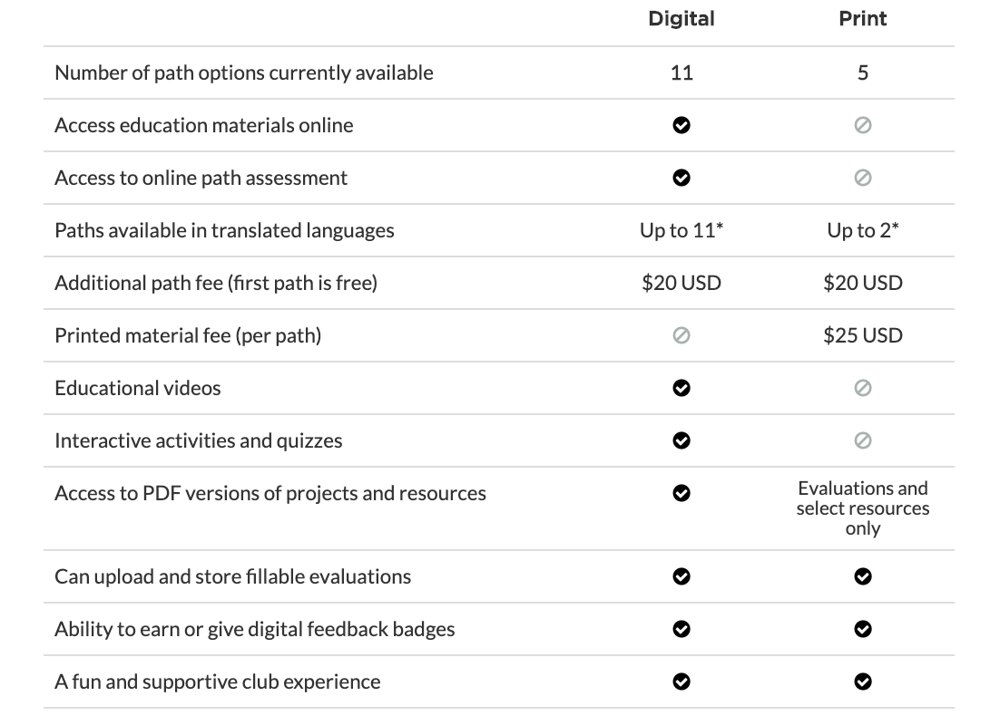 Digital Print
Number of path options currently available 11 5
Access education materials online
Access to online path assessment
Paths available in translated languages Up to 11* Up to 2*
Additional path fee (first path is free) $20 USD $20 USD
Printed material fee (per path) $25 USD
Educational videos
Interactive activities and quizzes
Access to PDF versions of projects and resources Evaluations and
select resources
only
Can upload and store fillable evaluations
Ability to earn or give digital feedback badges
A fun and supportive club experience